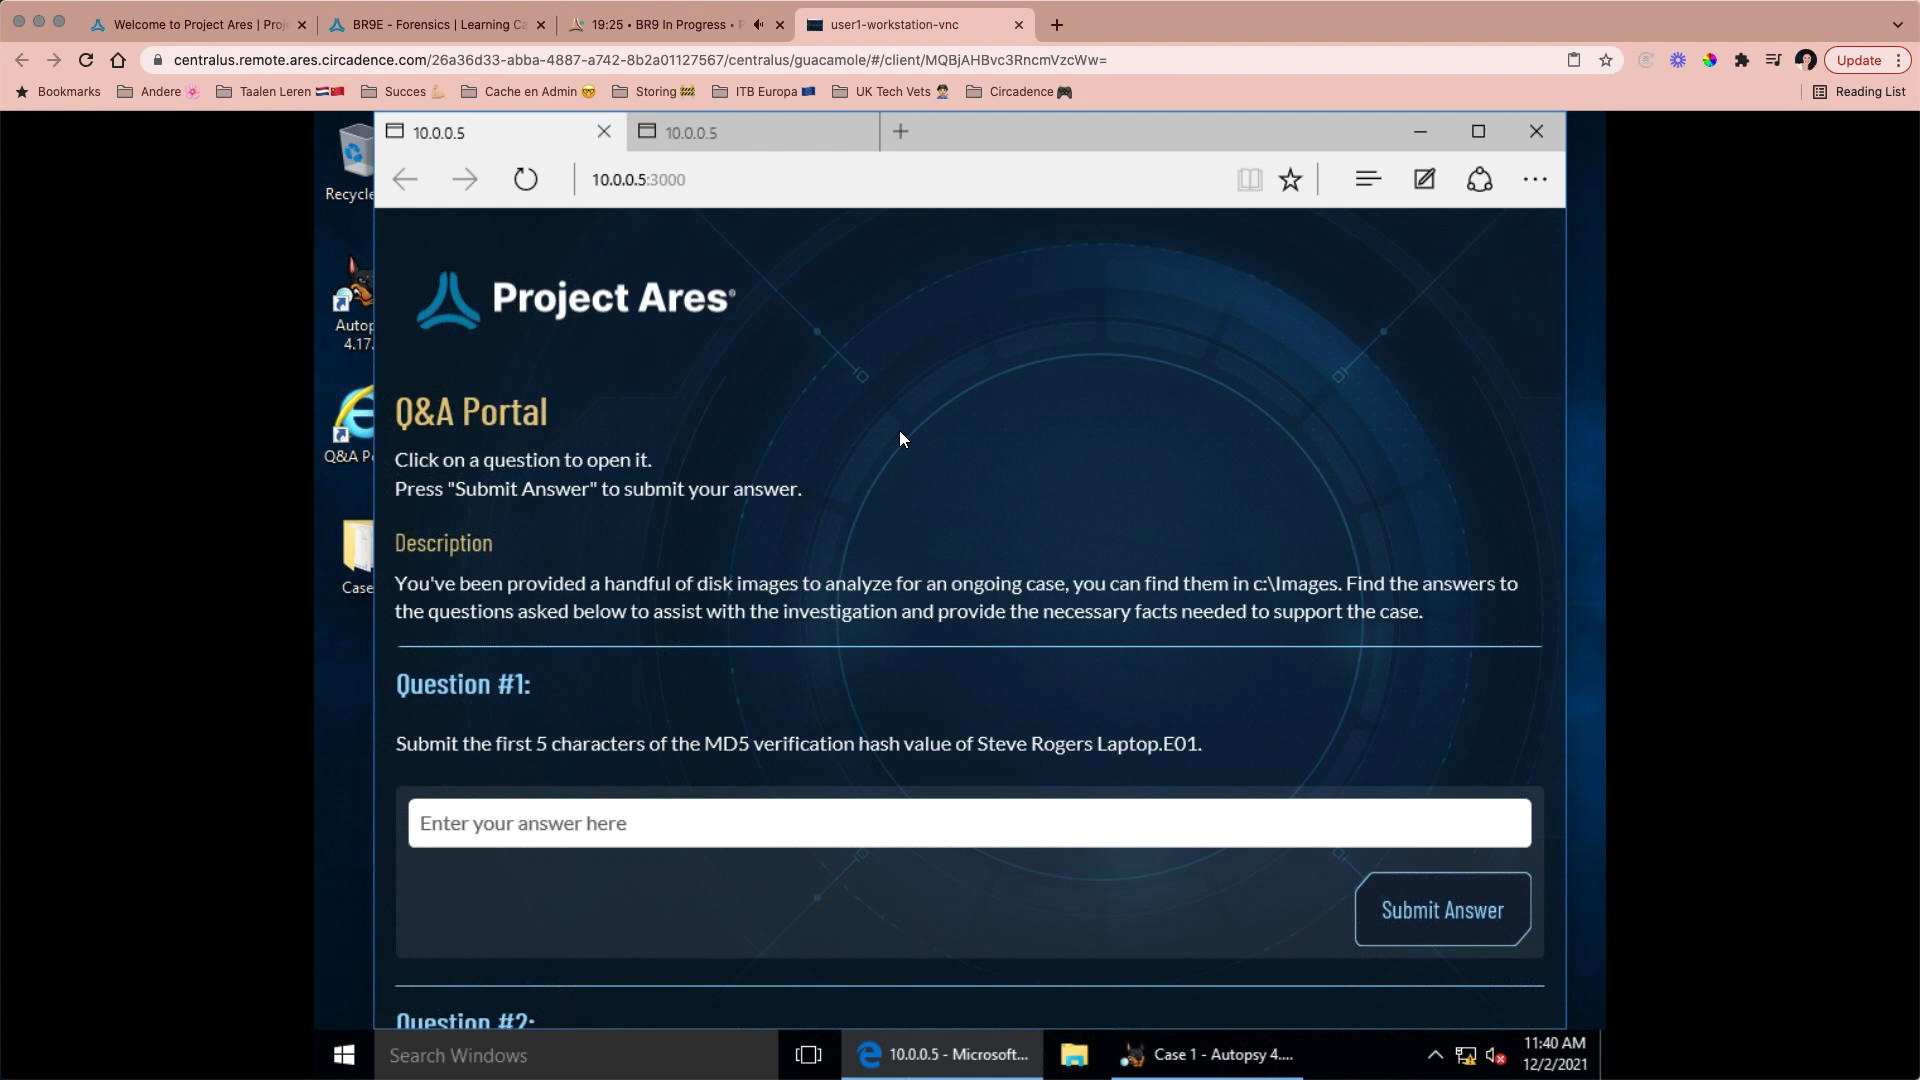 Welcome to Project Ares | Proj
BR9E - Forensics | Learning Ca
19:25 • BR9 In Progress • P
user1-workstation-vnc
centralus.remote.ares.circadence.com/26a36d33-abba-4887-a742-8b2a01127567/centralus/guacamole/#/client/MQBjAHBvc3RncmVzcWw=
Update
Bookmarks
Andere
Taalen Leren
Succes
Cache en Admin
Storing
ITB Europa
UK Tech Vets
Circadence
Reading List
10.0.0.5
10.0.0.5
10.0.0.5:3000
Recycle
Autop
4.17.
Q&A P
Case
Project Ares®
Q&A Portal
Click on a question to open it.
Press "Submit Answer" to submit your answer.
Description
You've been provided a handful of disk images to analyze for an ongoing case, you can find them in c:\Images. Find the answers to
the questions asked below to assist with the investigation and provide the necessary facts needed to support the case.
Question #1:
Submit the first 5 characters of the MD5 verification hash value of Steve Rogers Laptop.E01.
Enter your answer here
Submit Answer
Question #2:
Search Windows
10.0.0.5 - Microsoft...
Case 1 - Autopsy 4....
11:40 AM
12/2/2021